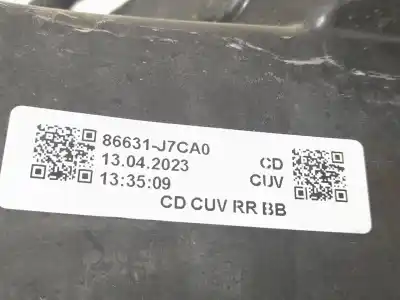 86631-J7CA0 CD
13.04.2023 CUV
13:35:09
CD CUV RR BB